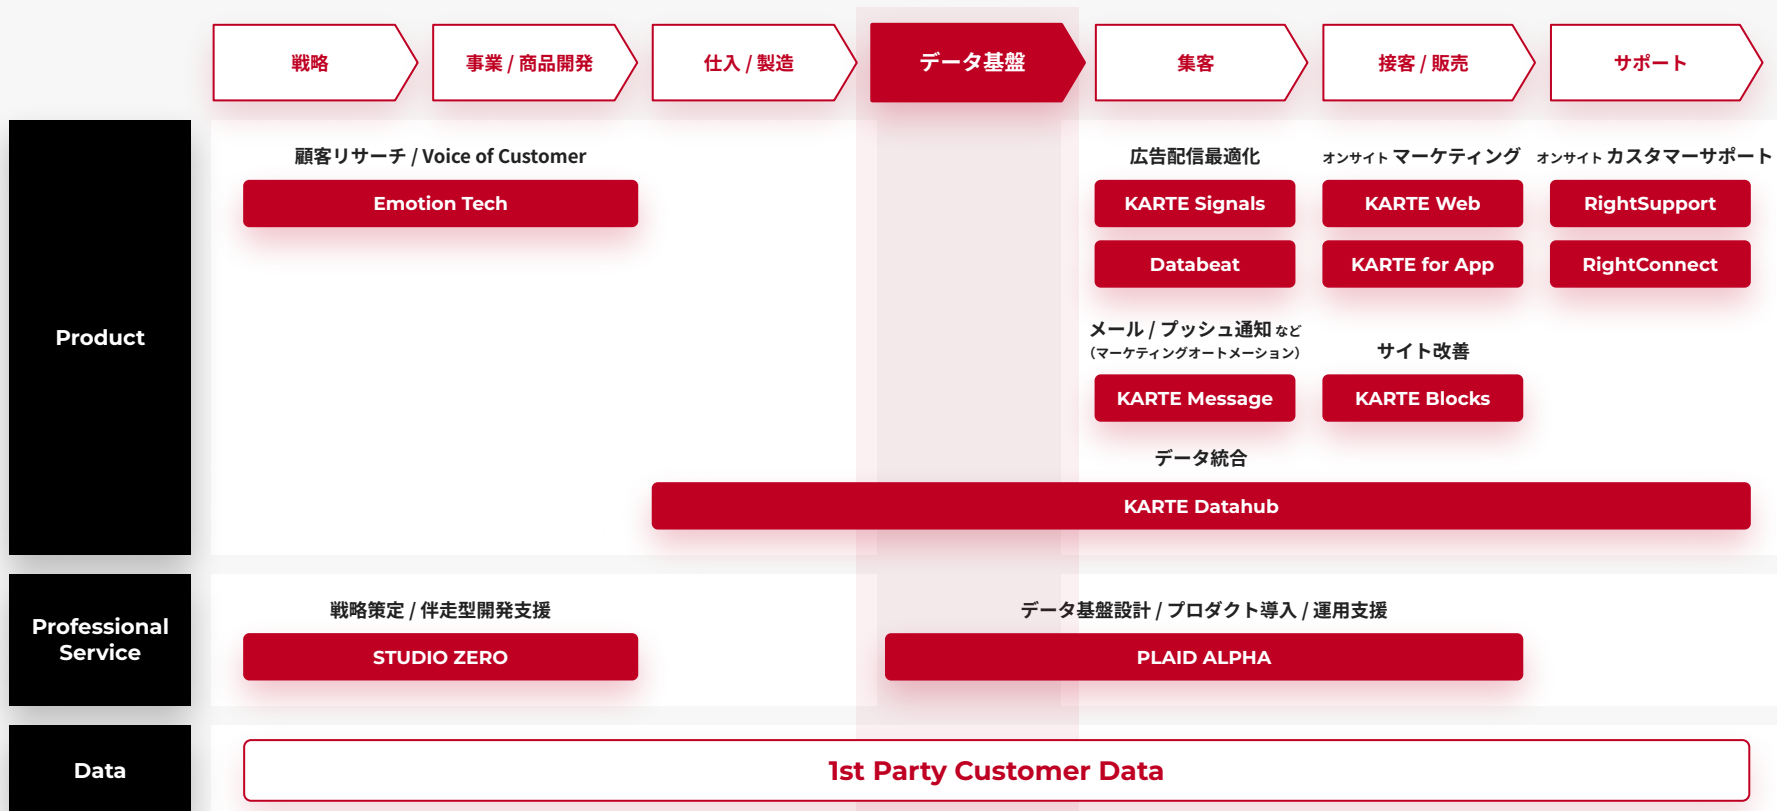 戦略
事業 / 商品開発
仕入 / 製造
データ基盤
集客
接客 / 販売
サポート
Product
顧客リサーチ / Voice of Customer
Emotion Tech
広告配信最適化
KARTE Signals
Databeat
オンサイト マーケティング
KARTE Web
KARTE for App
オンサイト カスタマーサポート
RightSupport
RightConnect
メール / プッシュ通知 など
（マーケティングオートメーション）
KARTE Message
サイト改善
KARTE Blocks
データ統合
KARTE Datahub
Professional
Service
戦略策定 / 伴走型開発支援
STUDIO ZERO
データ基盤設計 / プロダクト導入 / 運用支援
PLAID ALPHA
Data
1st Party Customer Data